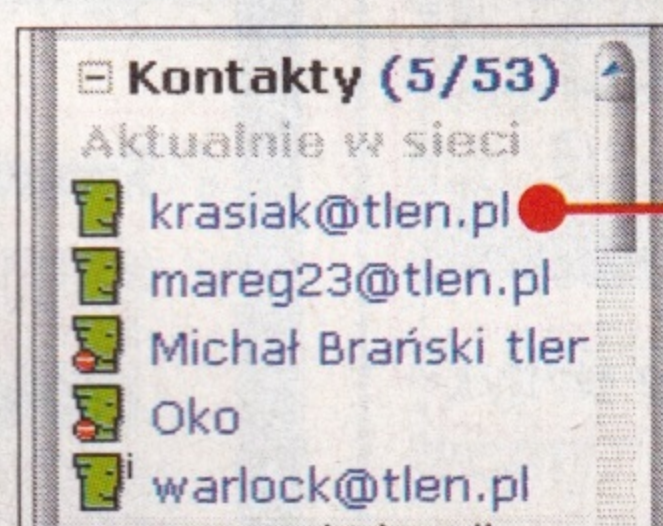 Kontakty (5/53)
Aktualnie w sieci
krasiak@tlen.pl
mareg23@tlen.pl
Michał Brański tler
Oko
i warlock@tlen.pl